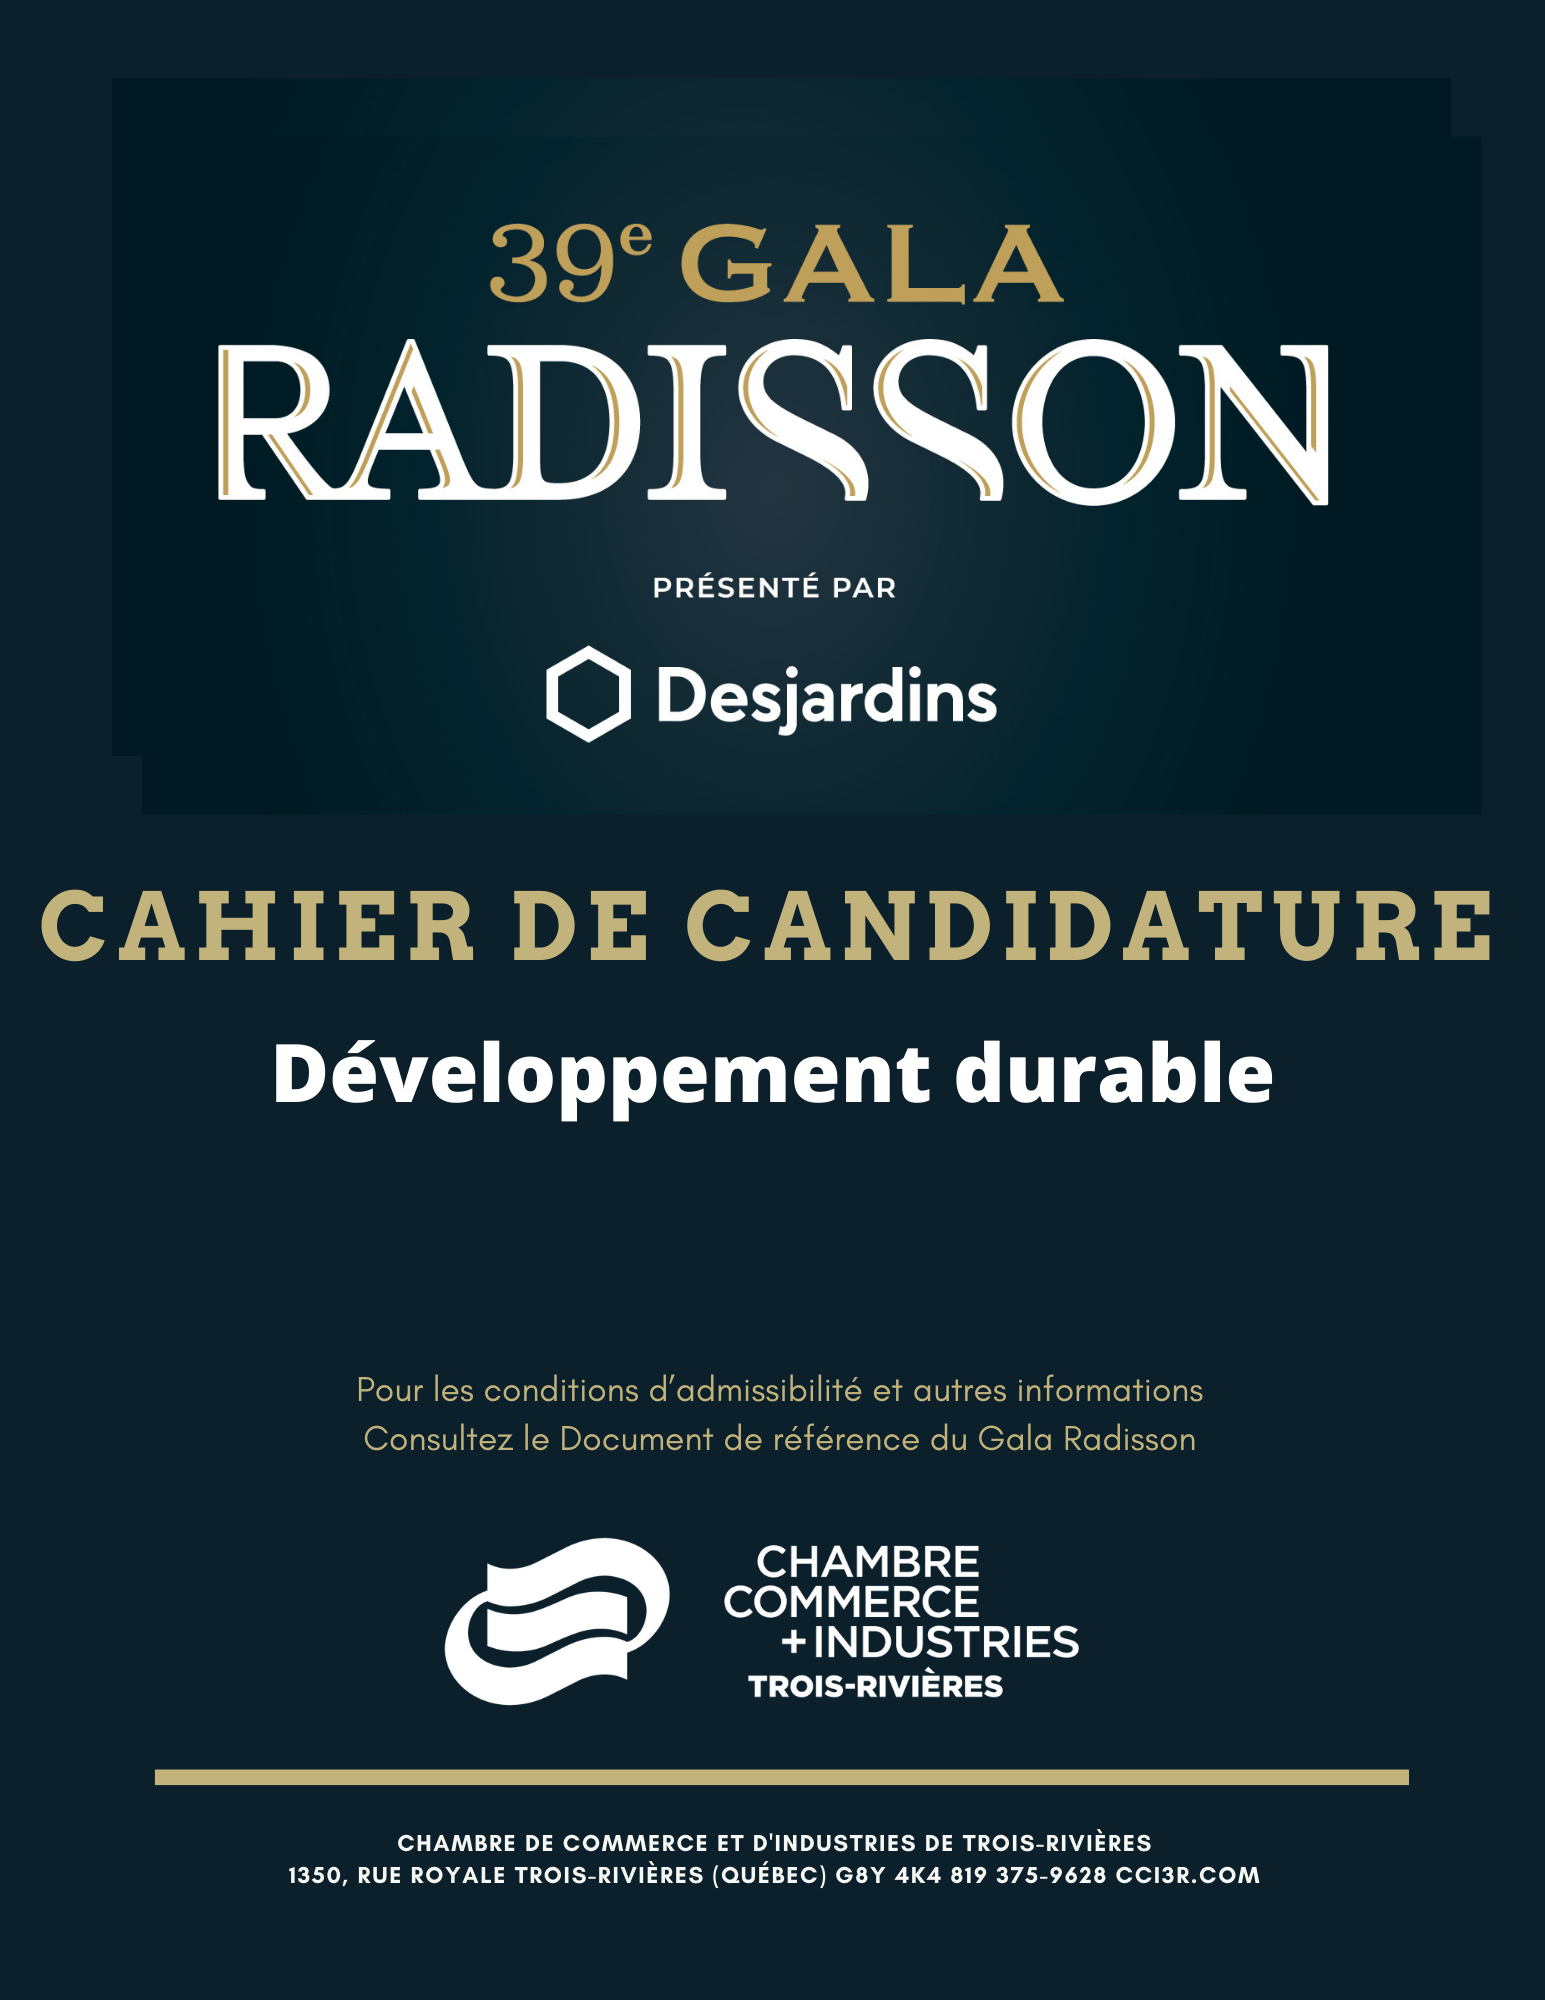 39e GALA
RADISSON
PRÉSENTÉ PAR
Desjardins
CAHIER DE CANDIDATURE
Développement durable
Pour les conditions d’admissibilité et autres informations
Consultez le Document de référence du Gala Radisson
CHAMBRE
COMMERCE
+INDUSTRIES
TROIS-RIVIÈRES
CHAMBRE DE COMMERCE ET D'INDUSTRIES DE TROIS-RIVIÈRES
1350, RUE ROYALE TROIS-RIVIÈRES (QUÉBEC) G8Y 4K4 819 375-9628 CCI3R.COM